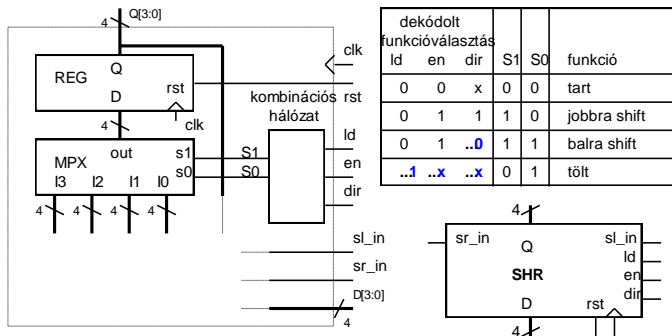 4 Q[3:0]
clk
REG
Q
D
rst
clk
4
kombinációs
hálózat
rst
MPX
out
s1
s0
I3 I2 I1 I0
4 4 4 4
S1
S0
ld
en
dir
sl_in
sr_in
D[3:0]
4
dekódolt
funkcióválasztás
ld en dir S1 S0 funkció
0 0 x 0 0 tart
0 1 1 1 0 jobbra shift
0 1 ..0 1 1 balra shift
..1 ..x ..x 0 1 tölt
4
sr_in
Q
sl_in
ld
SHR
en
dir
D
rst
4